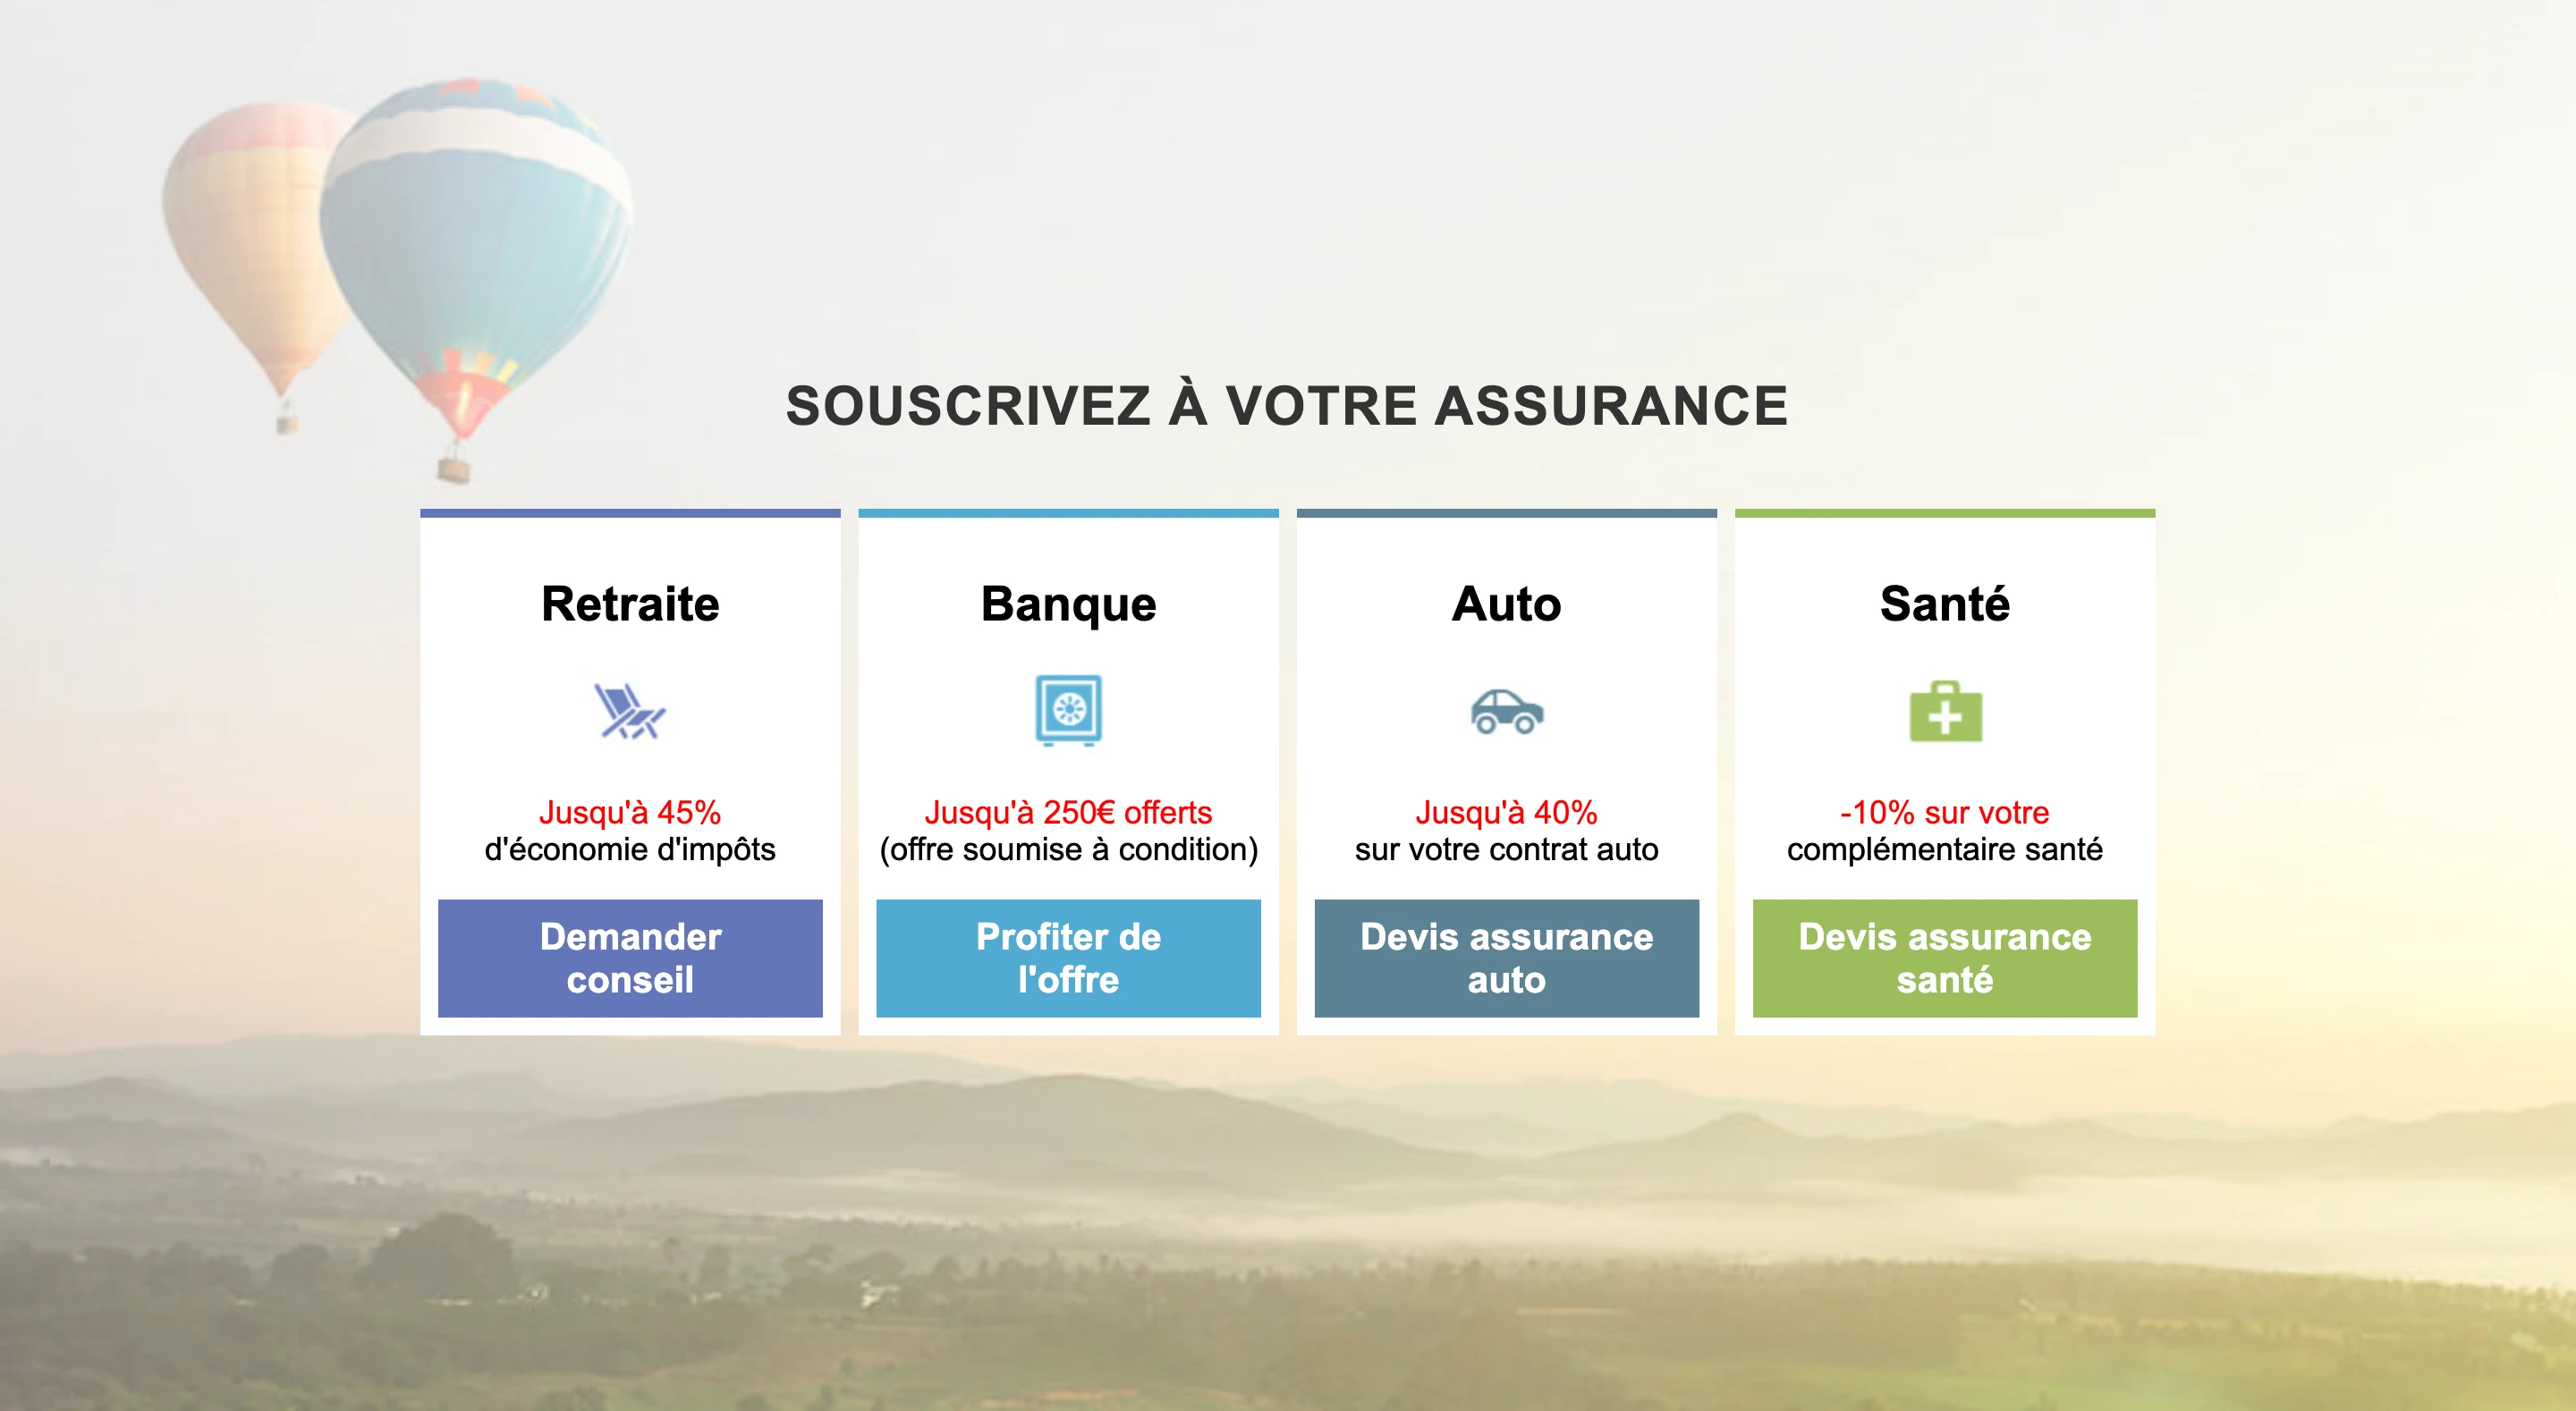 SOUSCRIVEZ À VOTRE ASSURANCE
Retraite
Jusqu'à 45%
d'économie d'impôts
Demander
conseil
Banque
Jusqu'à 250€ offerts
(offre soumise à condition)
Profiter de
l'offre
Auto
Jusqu'à 40%
sur votre contrat auto
Devis assurance
auto
Santé
-10% sur votre
complémentaire santé
Devis assurance
santé